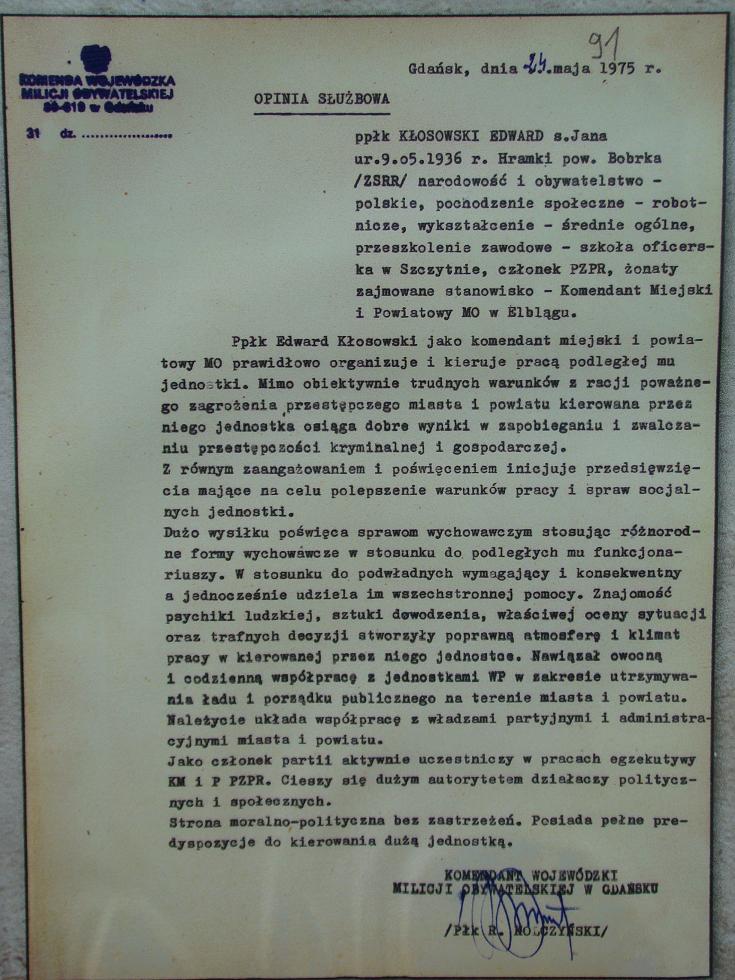 91
Gdańsk, dnia 24.maja 1975 r.
KOMENDA WOJEWÓDZKA
MILICJI OBYWATELSKIEJ
80-819 w Gdańsku
31 dz. ....................
OPINIA SŁUŻBOWA
ppłk KŁOSOWSKI EDWARD s.Jana
ur.9.o5.1936 r. Hramki pow. Bobrka
/ZSRR/ narodowość i obywatelstwo -
polskie, pochodzenie społeczne - robot-
nicze, wykształcenie - średnie ogólne,
przeszkolenie zawodowe - szkoła oficers-
ka w Szczytnie, członek PZPR, żonaty
zajmowane stanowisko - Komendant Miejski
i Powiatowy MO w Elblągu.
Ppłk Edward Kłosowski jako komendant miejski i powia-
towy MO prawidłowo organizuje i kieruje pracą podległej mu
jednostki. Mimo obiektywnie trudnych warunków z racji poważne-
go zagrożenia przestępczego miasta i powiatu kierowana przez
niego jednostka osiąga dobre wyniki w zapobieganiu i zwalcza-
niu przestępczości kryminalnej i gospodarczej.
Z równym zaangażowaniem i poświęceniem inicjuje przedsięwzię-
cia mające na celu polepszenie warunków pracy i spraw socjal-
nych jednostki.
Dużo wysiłku poświęca sprawom wychowawczym stosując różnorod-
ne formy wychowawcze w stosunku do podległych mu funkcjona-
riuszy. W stosunku do podwładnych wymagający i konsekwentny
a jednocześnie udziela im wszechstronnej pomocy. Znajomość
psychiki ludzkiej, sztuki dowodzenia, właściwej oceny sytuacji
oraz trafnych decyzji stworzyły poprawną atmosferę i klimat
pracy w kierowanej przez niego jednostce. Nawiązał owocną
i codzienną współpracę z jednostkami WP w zakresie utrzymywa-
nia ładu i porządku publicznego na terenie miasta i powiatu.
Należycie układa współpracę z władzami partyjnymi i administra-
cyjnymi miasta i powiatu.
Jako członek partii aktywnie uczestniczy w pracach egzekutywy
KM i P PZPR. Cieszy się dużym autorytetem działaczy politycz-
nych i społecznych.
Strona moralno-polityczna bez zastrzeżeń. Posiada pełne pre-
dyspozycje do kierowania dużą jednostką.
KOMENDANT WOJEWÓDZKI
MILICJI OBYWATELSKIEJ W GDAŃSKU
/Płk R. KOLCZYŃSKI/